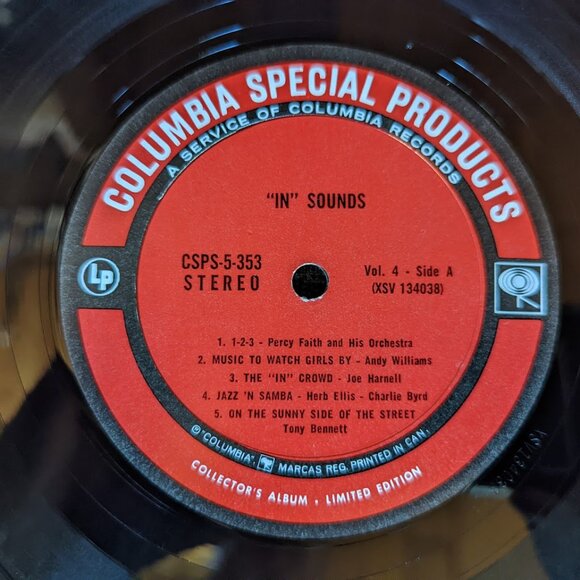 COLUMBIA SPECIAL PRODUCTS
A SERVICE OF COLUMBIA RECORDS
"IN" SOUNDS
CSPS-5-353
STEREO
Vol. 4 - Side A
(XSV 134038)
LP
1. 1-2-3 - Percy Faith and His Orchestra
2. MUSIC TO WATCH GIRLS BY - Andy Williams
3. THE "IN" CROWD - Joe Harnell
4. JAZZ 'N SAMBA - Herb Ellis - Charlie Byrd
5. ON THE SUNNY SIDE OF THE STREET
Tony Bennett
℗ "COLUMBIA", MARCAS REG. PRINTED IN CAN.
COLLECTOR'S ALBUM . LIMITED EDITION